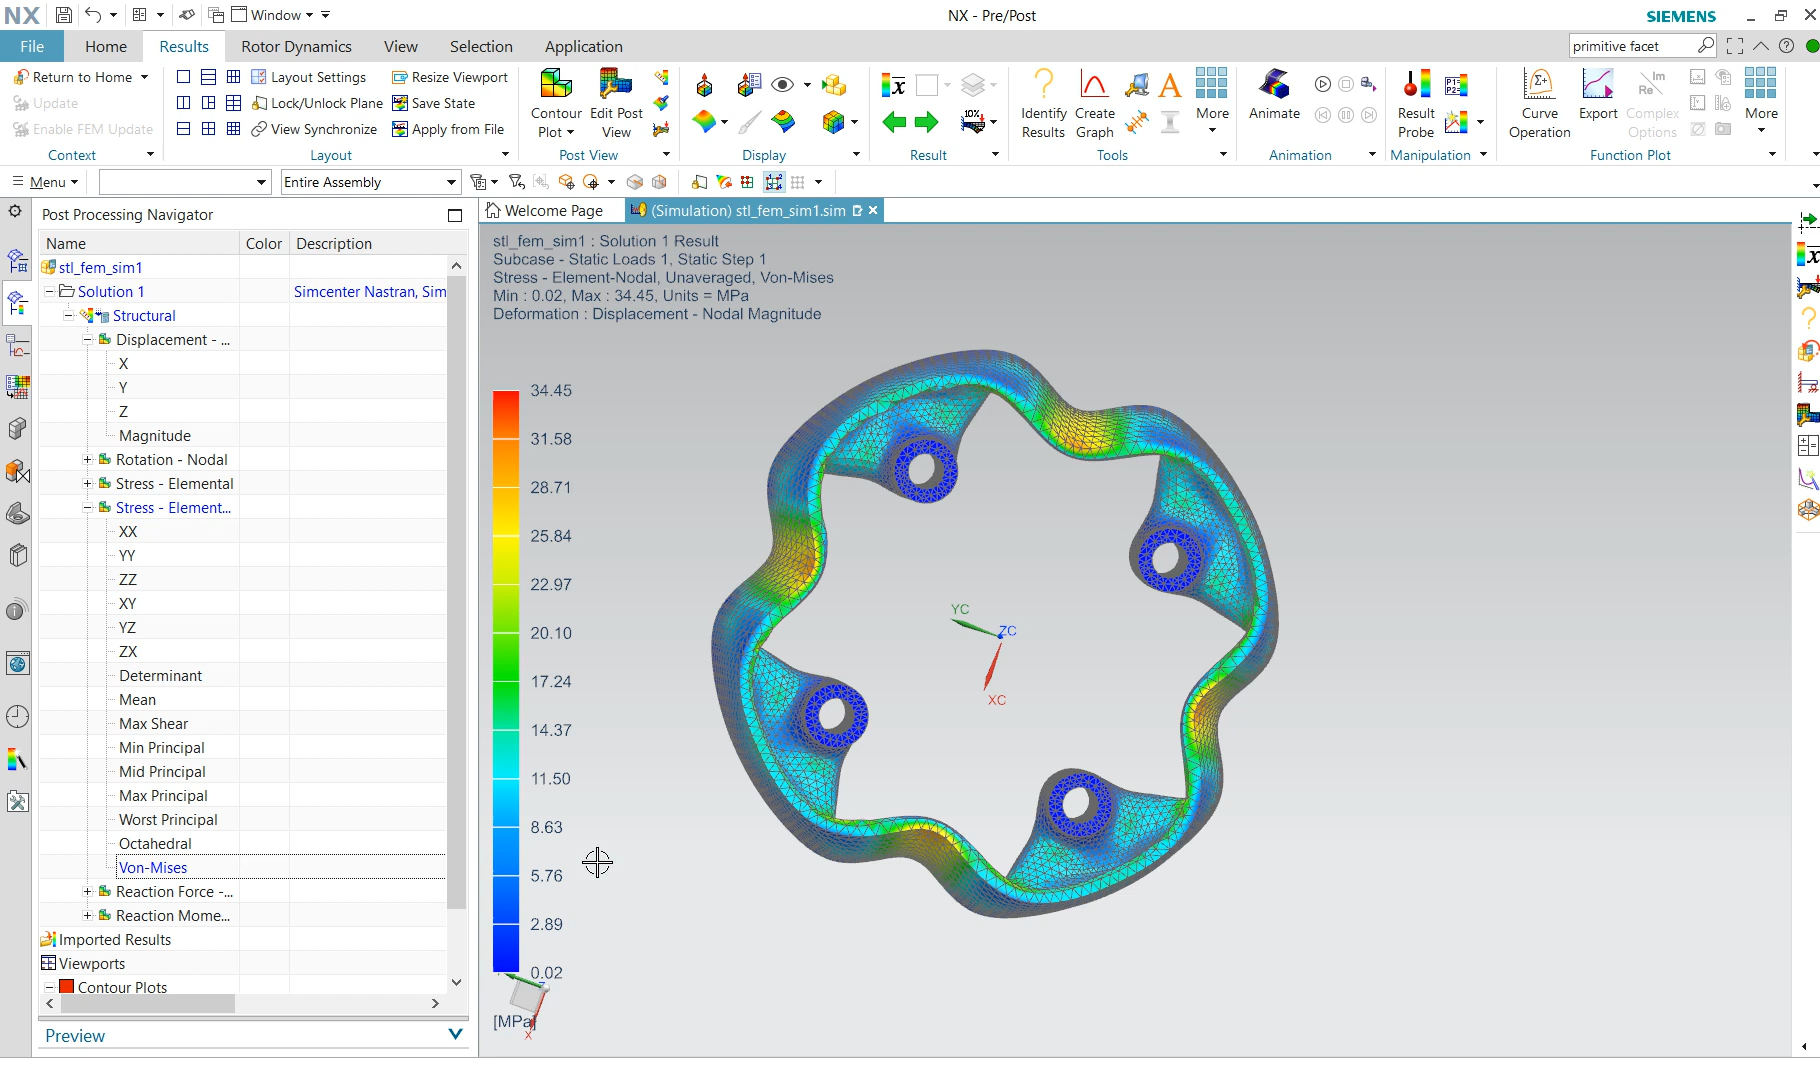 NX
Window
NX - Pre/Post
SIEMENS
File
Home
Results
Rotor Dynamics
View
Selection
Application
primitive facet
Return to Home
Update
Enable FEM Update
Context
Layout Settings
Resize Viewport
Lock/Unlock Plane
Save State
View Synchronize
Apply from File
Layout
Contour Plot
Edit Post View
Post View
Display
10%
Result
Identify Results
Create Graph
More
Tools
Animate
Animation
Result Probe
Manipulation
Curve Operation
Export
Im
Re
Complex Options
More
Function Plot
Menu
Entire Assembly
Post Processing Navigator
Name
Color
Description
stl_fem_sim1
Solution 1
Simcenter Nastran, Sim
Structural
Displacement - ...
X
Y
Z
Magnitude
Rotation - Nodal
Stress - Elemental
Stress - Element...
XX
YY
ZZ
XY
YZ
ZX
Determinant
Mean
Max Shear
Min Principal
Mid Principal
Max Principal
Worst Principal
Octahedral
Von-Mises
Reaction Force -...
Reaction Mome...
Imported Results
Viewports
Contour Plots
Preview
Welcome Page
(Simulation) stl_fem_sim1.sim
stl_fem_sim1 : Solution 1 Result
Subcase - Static Loads 1, Static Step 1
Stress - Element-Nodal, Unaveraged, Von-Mises
Min : 0.02, Max : 34.45, Units = MPa
Deformation : Displacement - Nodal Magnitude
34.45
31.58
28.71
25.84
22.97
20.10
17.24
14.37
11.50
8.63
5.76
2.89
0.02
[MPa]
X
YC
ZC
XC